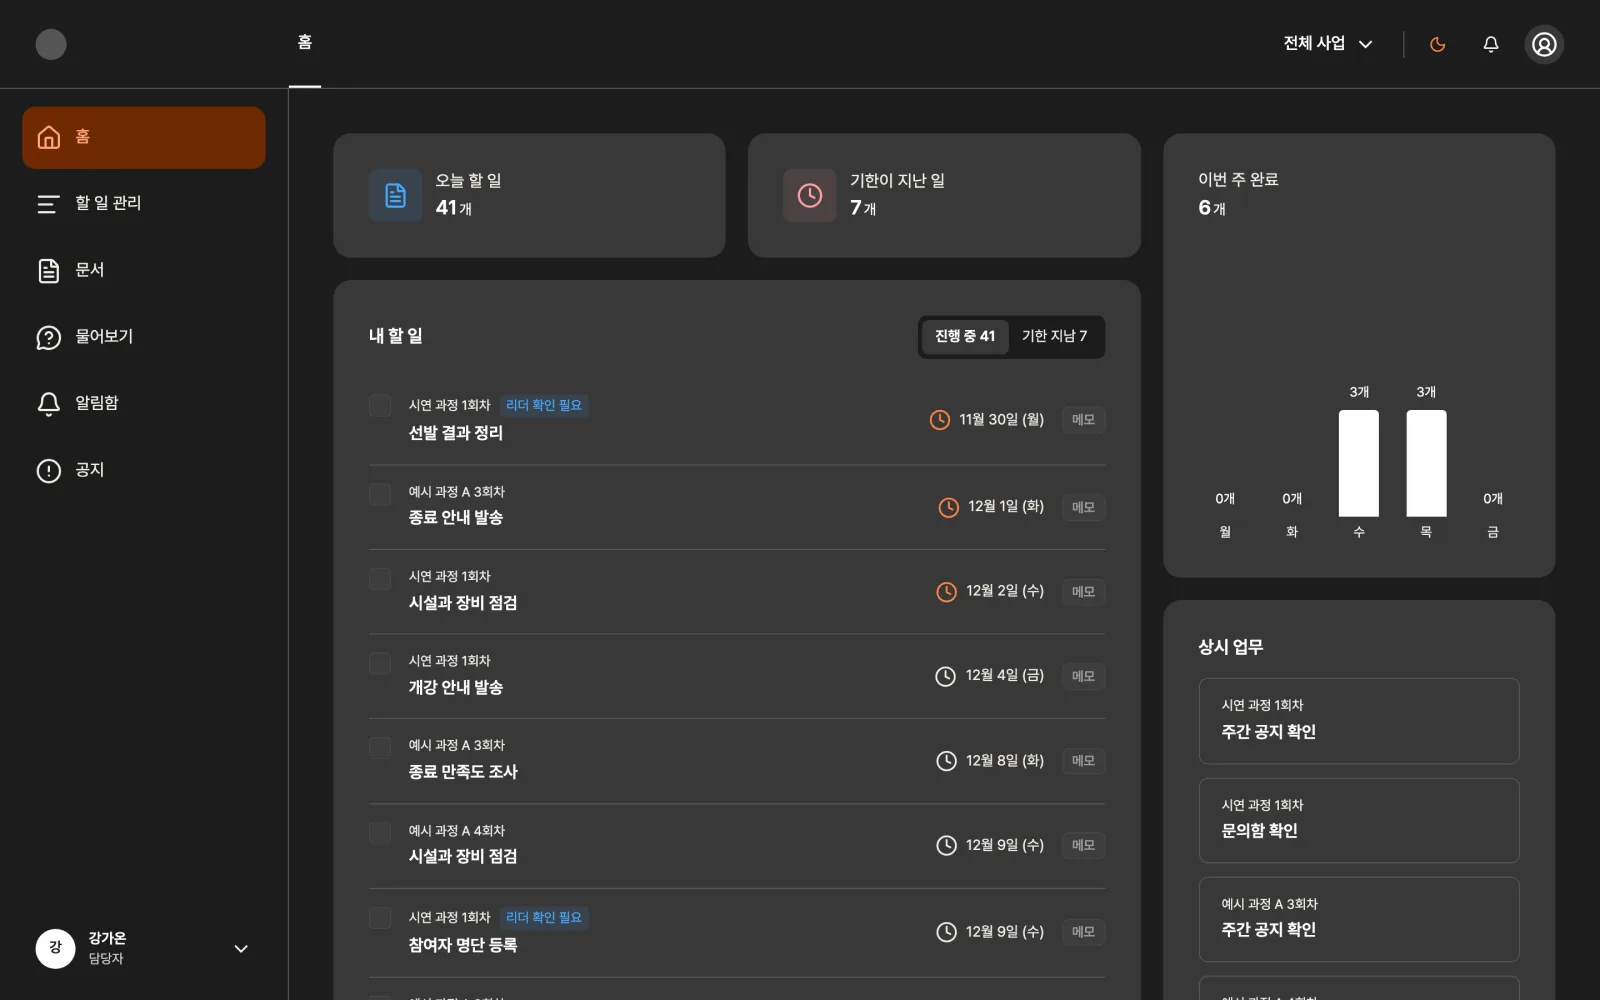 홈
전체 사업
홈
할 일 관리
문서
물어보기
알림함
공지
강
강가온
담당자
오늘 할 일
41개
기한이 지난 일
7개
이번 주 완료
6개
0개
0개
3개
3개
0개
월
화
수
목
금
내 할 일
진행 중 41
기한 지남 7
시연 과정 1회차 리더 확인 필요
선발 결과 정리
11월 30일 (월)
메모
예시 과정 A 3회차
종료 안내 발송
12월 1일 (화)
메모
시연 과정 1회차
시설과 장비 점검
12월 2일 (수)
메모
시연 과정 1회차
개강 안내 발송
12월 4일 (금)
메모
예시 과정 A 3회차
종료 만족도 조사
12월 8일 (화)
메모
예시 과정 A 4회차
시설과 장비 점검
12월 9일 (수)
메모
시연 과정 1회차 리더 확인 필요
참여자 명단 등록
12월 9일 (수)
메모
상시 업무
시연 과정 1회차
주간 공지 확인
시연 과정 1회차
문의함 확인
예시 과정 A 3회차
주간 공지 확인